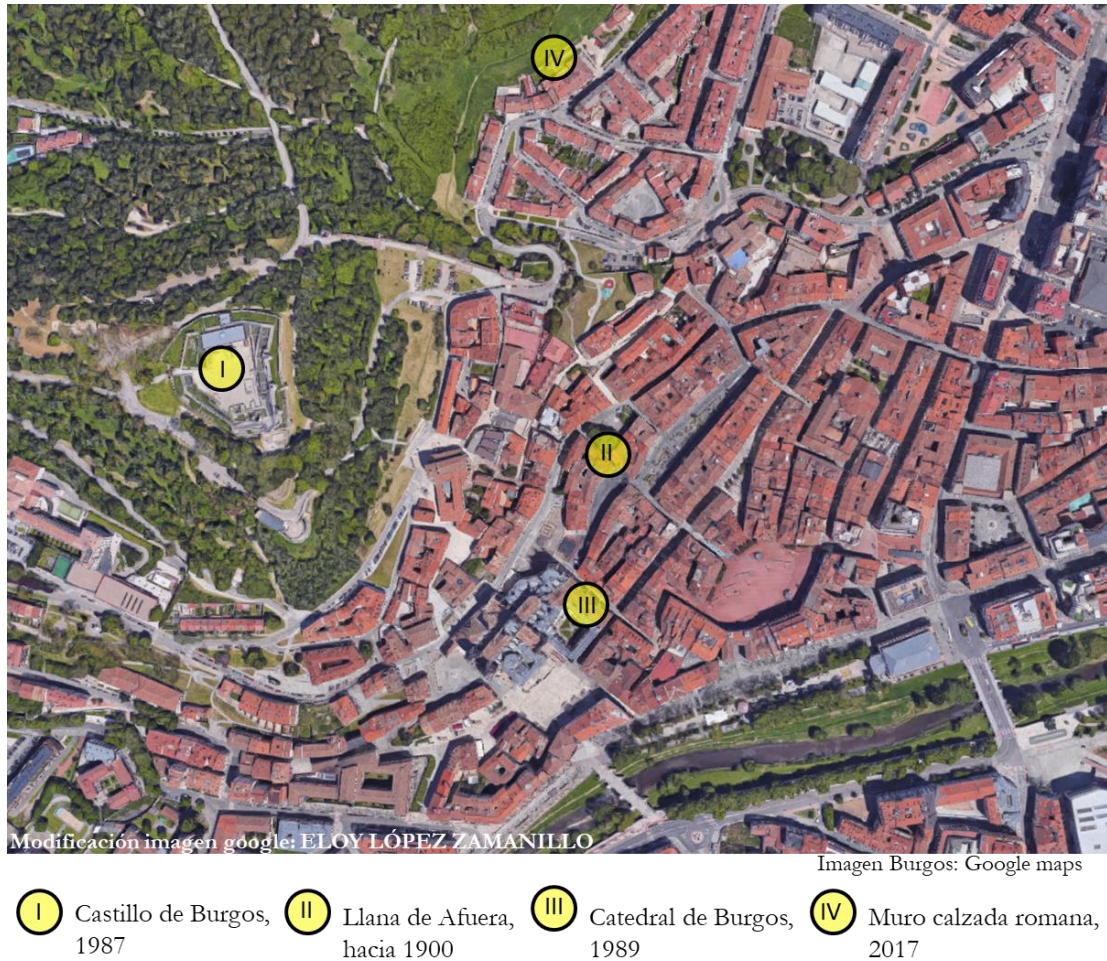 IV
I
II
III
Modificación imagen google: ELOY LÓPEZ ZAMANILLO
Imagen Burgos: Google maps
I Castillo de Burgos,
1987
II Llana de Afuera,
hacia 1900
III Catedral de Burgos,
1989
IV Muro calzada romana,
2017